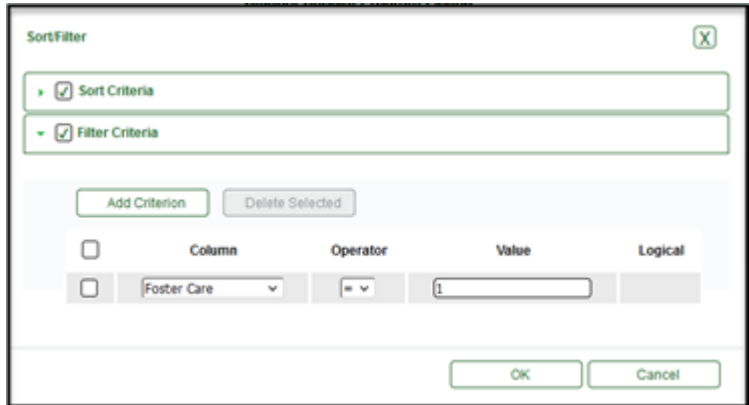 Sort/Filter X
Sort Criteria
Filter Criteria
Add Criterion Delete Selected
Column Operator Value Logical
Foster Care = 1
OK Cancel